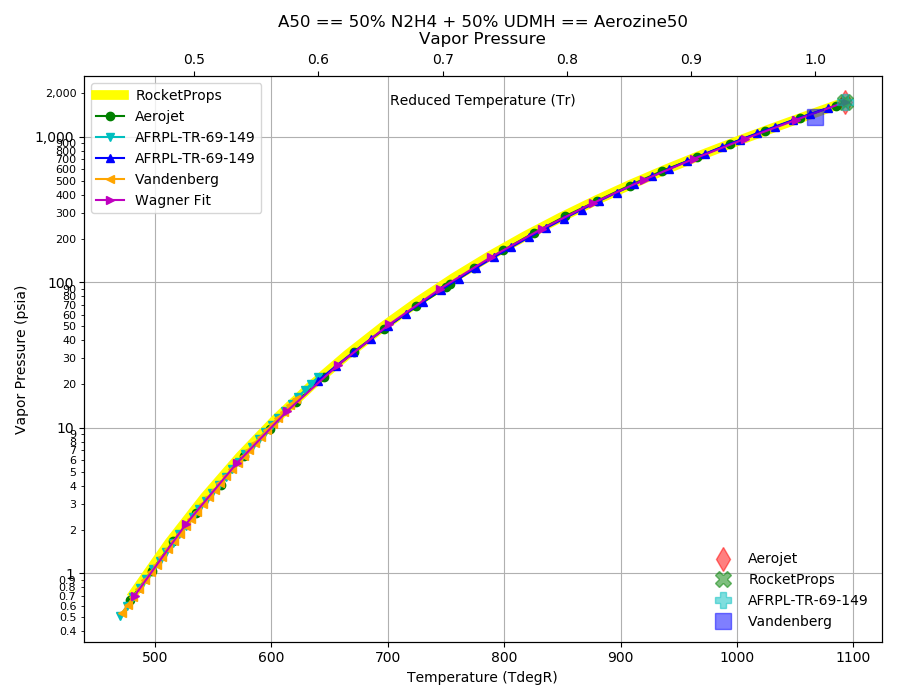 A50 == 50% N2H4 + 50% UDMH == Aerozine50
Vapor Pressure
0.5 0.6 0.7 0.8 0.9 1.0
Reduced Temperature (Tr)
RocketProps
Aerojet
AFRPL-TR-69-149
AFRPL-TR-69-149
Vandenberg
Wagner Fit
Vapor Pressure (psia)
2,000
1,000
900
800
700
600
500
400
300
200
100
90
80
70
60
50
40
30
20
10
9
8
7
6
5
4
3
2
1
0.9
0.8
0.7
0.6
0.5
0.4
Aerojet
RocketProps
AFRPL-TR-69-149
Vandenberg
500 600 700 800 900 1000 1100
Temperature (TdegR)